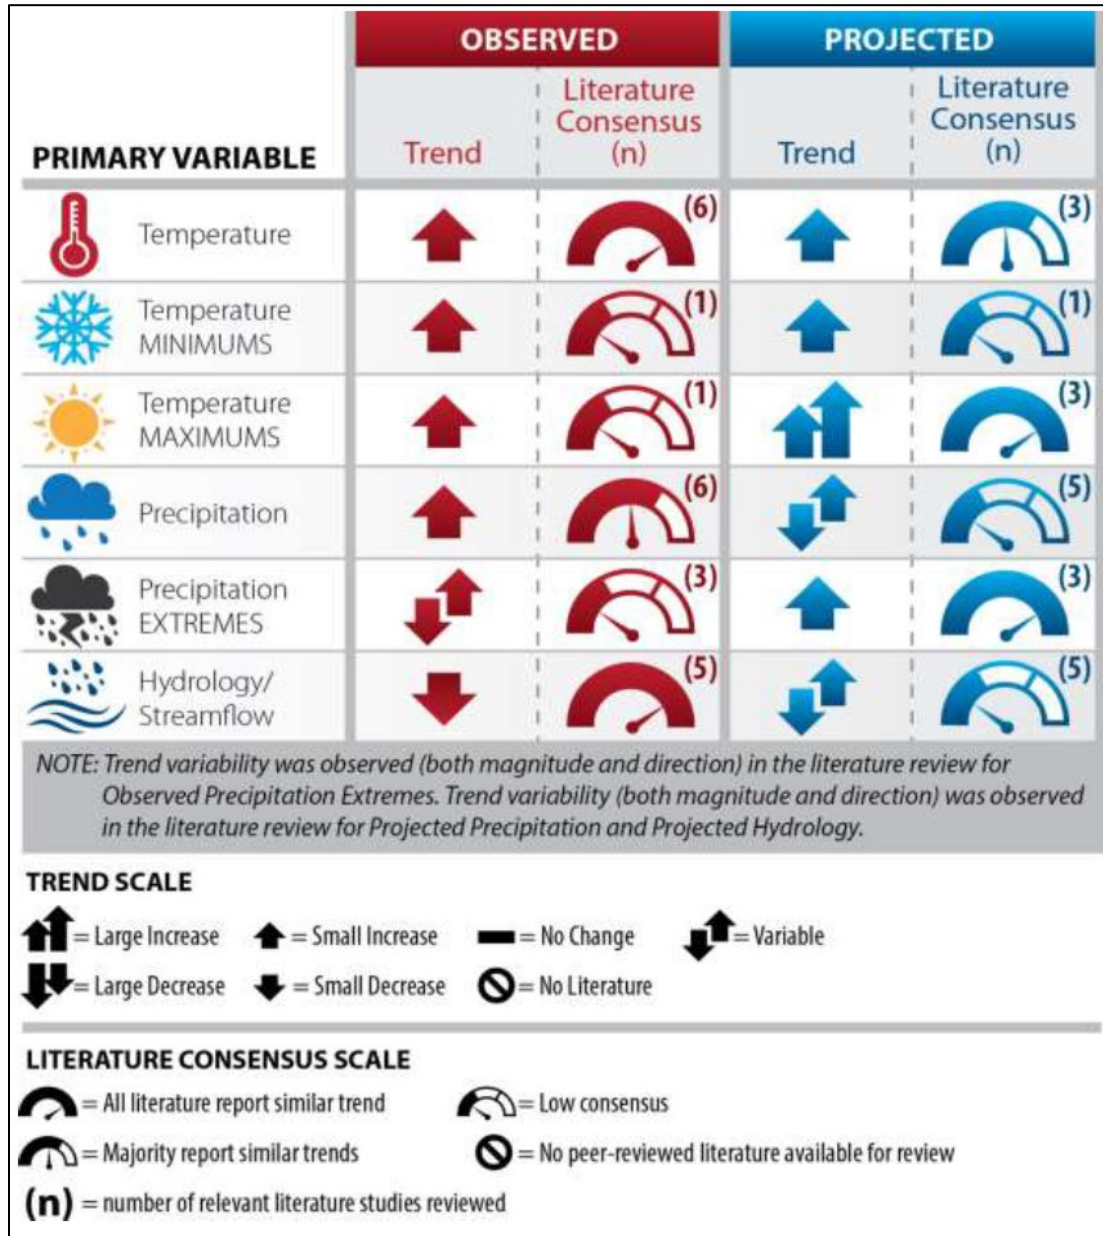 OBSERVED PROJECTED
PRIMARY VARIABLE Trend Literature Consensus (n) Trend Literature Consensus (n)
Temperature (6) (3)
Temperature MINIMUMS (1) (1)
Temperature MAXIMUMS (1) (3)
Precipitation (6) (5)
Precipitation EXTREMES (3) (3)
Hydrology/ Streamflow (5) (5)
NOTE: Trend variability was observed (both magnitude and direction) in the literature review for
Observed Precipitation Extremes. Trend variability (both magnitude and direction) was observed
in the literature review for Projected Precipitation and Projected Hydrology.
TREND SCALE
= Large Increase = Small Increase = No Change = Variable
= Large Decrease = Small Decrease = No Literature
LITERATURE CONSENSUS SCALE
= All literature report similar trend = Low consensus
= Majority report similar trends = No peer-reviewed literature available for review
(n) = number of relevant literature studies reviewed